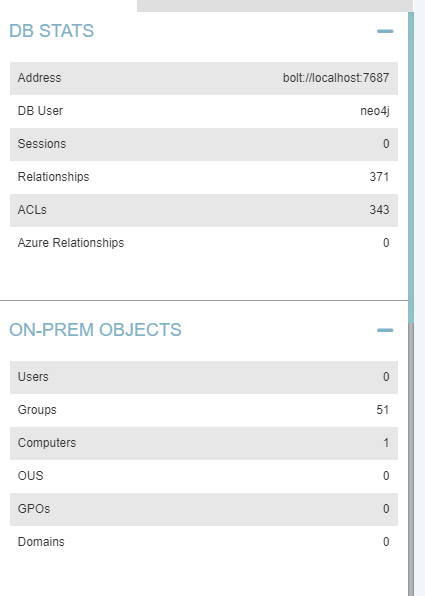 DB STATS
Address bolt://localhost:7687
DB User neo4j
Sessions 0
Relationships 371
ACLs 343
Azure Relationships 0
ON-PREM OBJECTS
Users 0
Groups 51
Computers 1
OUS 0
GPOs 0
Domains 0